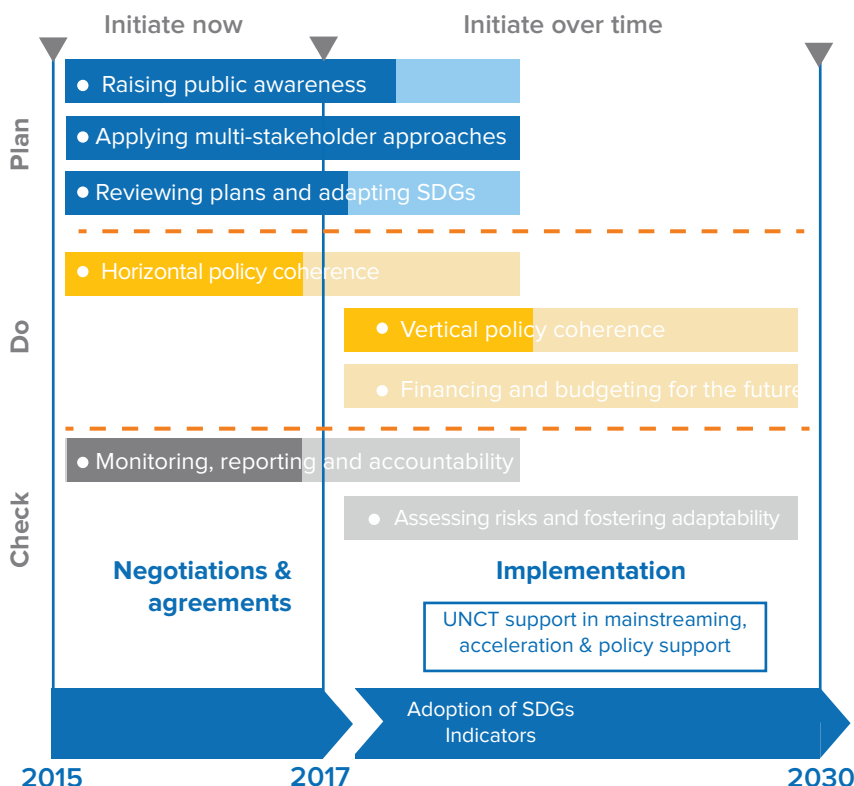 Initiate now
Initiate over time
Plan
Raising public awareness
Applying multi-stakeholder approaches
Reviewing plans and adapting SDGs
Do
Horizontal policy coherence
Vertical policy coherence
Financing and budgeting for the future
Check
Monitoring, reporting and accountability
Assessing risks and fostering adaptability
Negotiations &
agreements
Implementation
UNCT support in mainstreaming,
acceleration & policy support
Adoption of SDGs
Indicators
2015
2017
2030